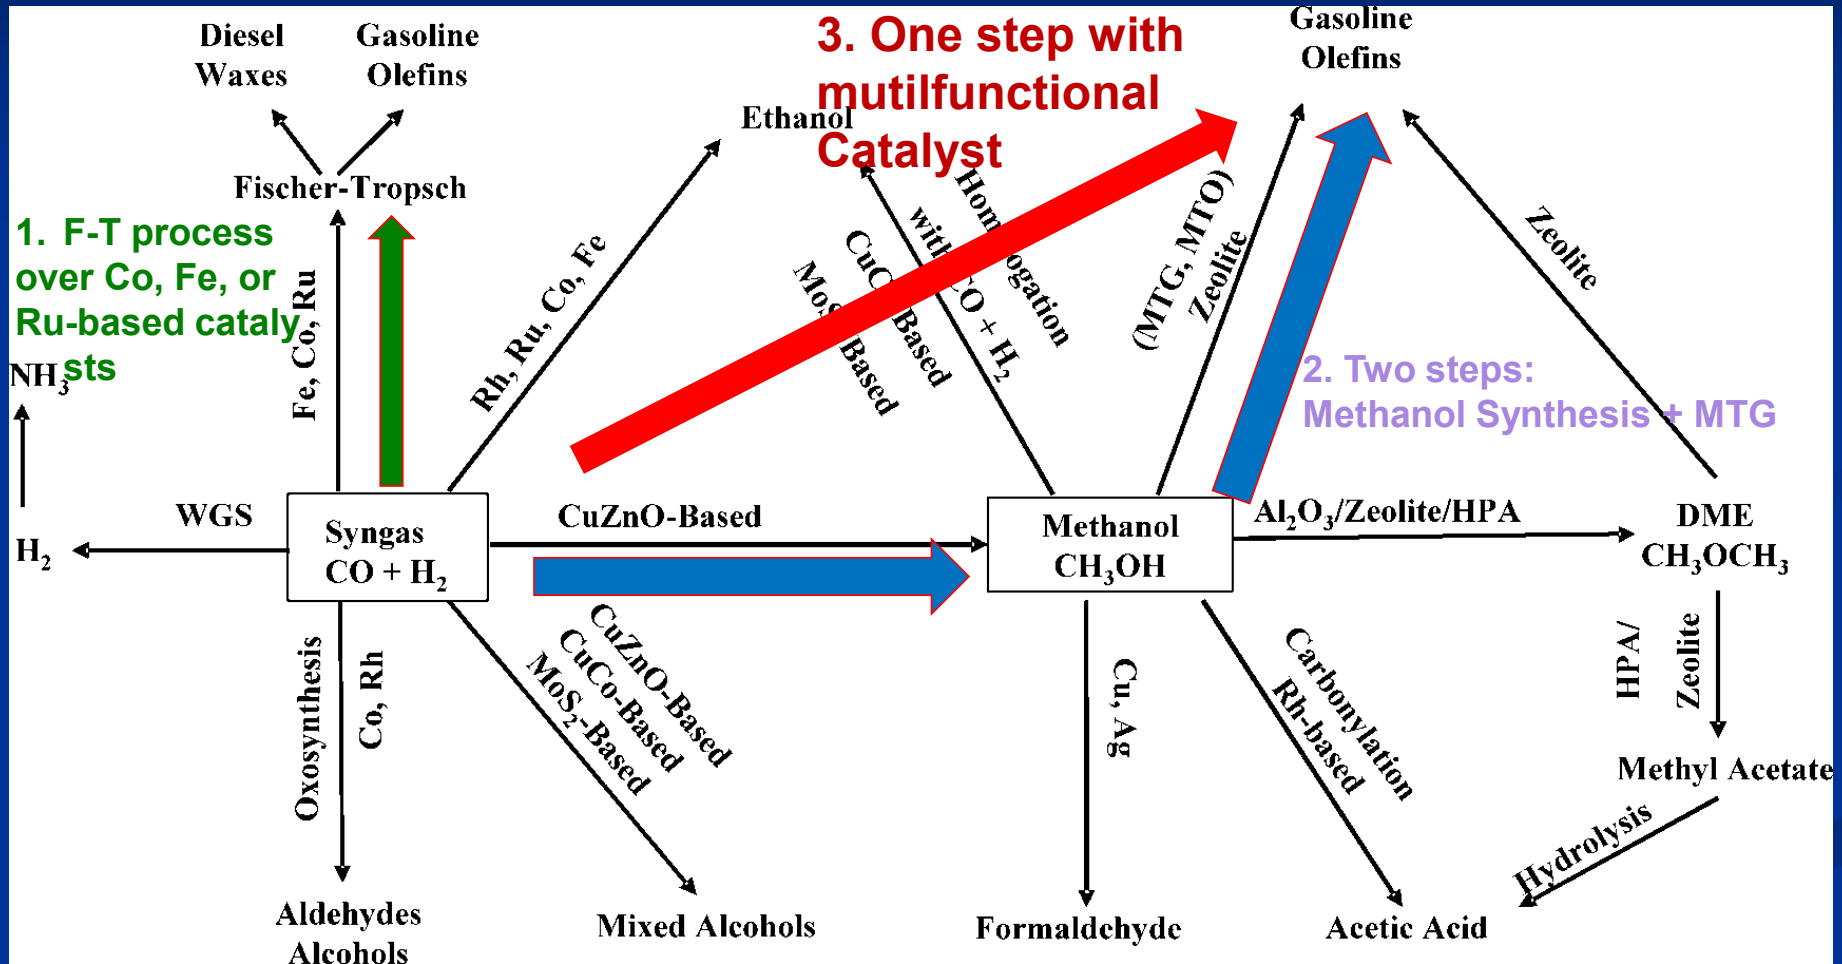 Diesel
Waxes
Gasoline
Olefins
3. One step with
mutilfunctional
Catalyst
Gasoline
Olefins
Ethanol
Fischer-Tropsch
1. F-T process
over Co, Fe, or
Ru-based cataly
sts
Fe, Co, Ru
Rh, Ru, Co, Fe
Homologation
with CO + H₂
CuCo-Based
MoS₂-Based
(MTG, MTO)
Zeolite
Zeolite
2. Two steps:
Methanol Synthesis + MTG
NH₃
WGS
H₂
Syngas
CO + H₂
CuZnO-Based
Methanol
CH₃OH
Al₂O₃/Zeolite/HPA
DME
CH₃OCH₃
Oxosynthesis
Co, Rh
CuZnO-Based
CuCo-Based
MoS₂-Based
Cu, Ag
Carbonylation
Rh-based
HPA/
Zeolite
Methyl Acetate
Hydrolysis
Aldehydes
Alcohols
Mixed Alcohols
Formaldehyde
Acetic Acid